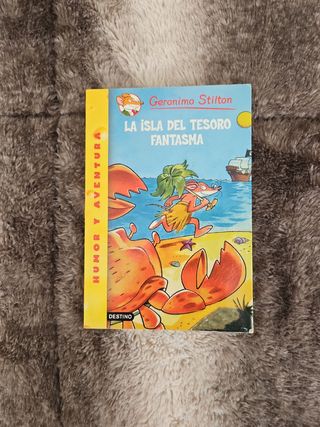 Geronimo Stilton
LA ISLA DEL TESORO
FANTASMA
HUMOR Y AVENTURA
DESTINO